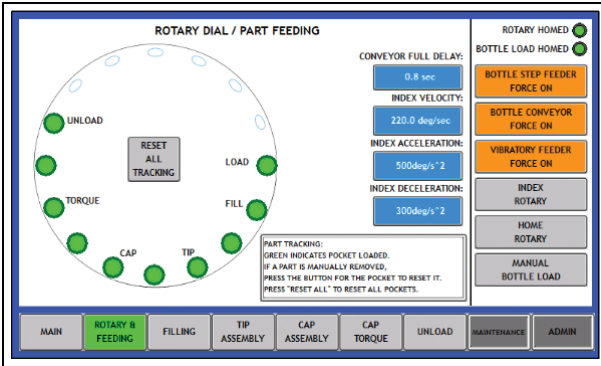 ROTARY DIAL / PART FEEDING
ROTARY HOMED
BOTTLE LOAD HOMED
CONVEYOR FULL DELAY:
0.8 sec
INDEX VELOCITY:
220.0 deg/sec
INDEX ACCELERATION:
500deg/s^2
INDEX DECELERATION:
300deg/s^2
UNLOAD
RESET
ALL
TRACKING
LOAD
TORQUE
FILL
CAP
TIP
PART TRACKING:
GREEN INDICATES POCKET LOADED.
IF A PART IS MANUALLY REMOVED,
PRESS THE BUTTON FOR THE POCKET TO RESET IT.
PRESS "RESET ALL" TO RESET ALL POCKETS.
BOTTLE STEP FEEDER
FORCE ON
BOTTLE CONVEYOR
FORCE ON
VIBRATORY FEEDER
FORCE ON
INDEX
ROTARY
HOME
ROTARY
MANUAL
BOTTLE LOAD
MAIN
ROTARY &
FEEDING
FILLING
TIP
ASSEMBLY
CAP
ASSEMBLY
CAP
TORQUE
UNLOAD
MAINTENANCE
ADMIN